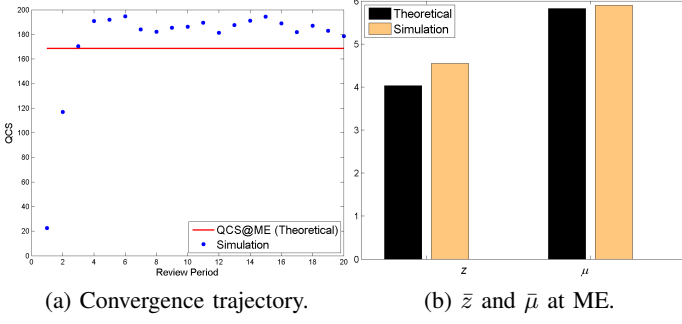 200
180
160
140
120
100
80
60
40
20
0
QCS
0 2 4 6 8 10 12 14 16 18 20
Review Period
QCS@ME (Theoretical)
Simulation
(a) Convergence trajectory.
6
5
4
3
2
1
0
Theoretical
Simulation
z μ
(b) z̄ and μ̄ at ME.